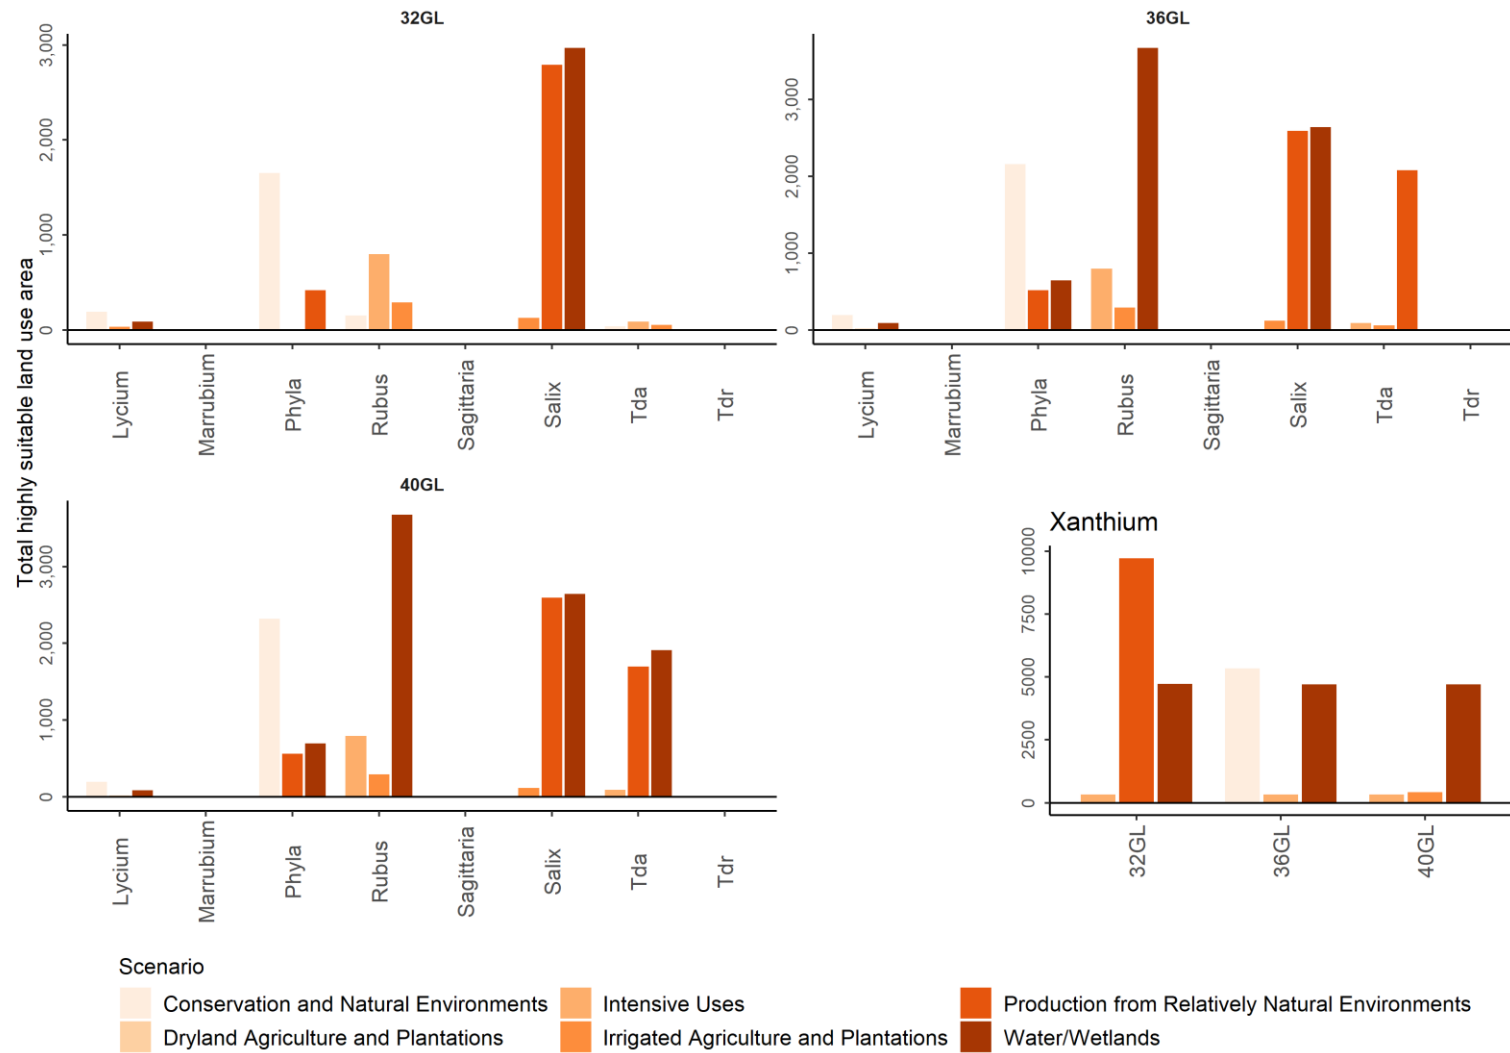 32GL
36GL
Total highly suitable land use area
3,000
2,000
1,000
0
Lycium
Marrubium
Phyla
Rubus
Sagittaria
Salix
Tda
Tdr
3,000
2,000
1,000
0
Lycium
Marrubium
Phyla
Rubus
Sagittaria
Salix
Tda
Tdr
40GL
3,000
2,000
1,000
0
Lycium
Marrubium
Phyla
Rubus
Sagittaria
Salix
Tda
Tdr
Xanthium
10000
7500
5000
2500
0
32GL
36GL
40GL
Scenario
Conservation and Natural Environments
Intensive Uses
Production from Relatively Natural Environments
Dryland Agriculture and Plantations
Irrigated Agriculture and Plantations
Water/Wetlands